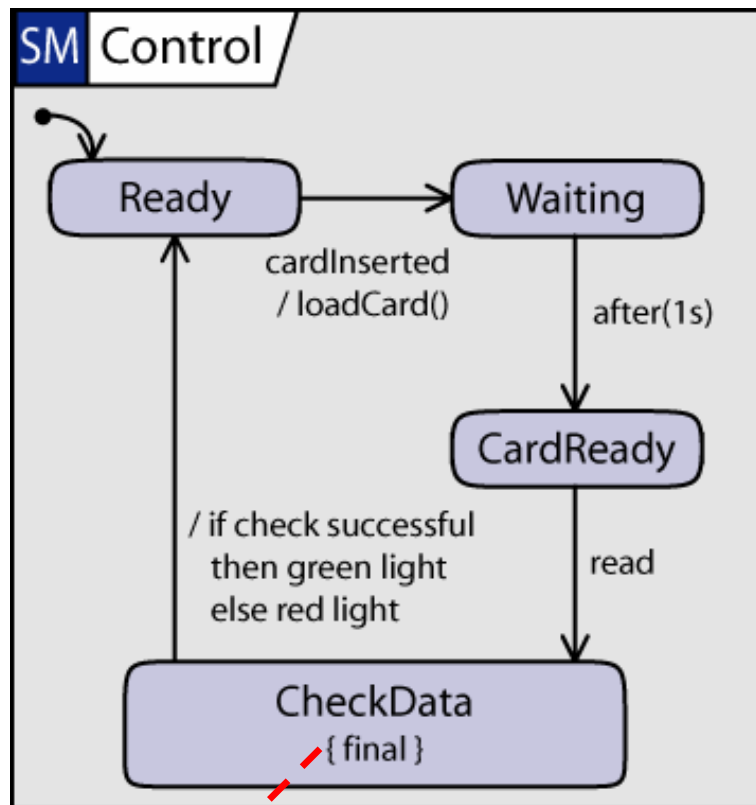 SM Control
Ready
Waiting
cardInserted
/ loadCard()
after(1s)
CardReady
/ if check successful
then green light
else red light
read
CheckData
{ final }